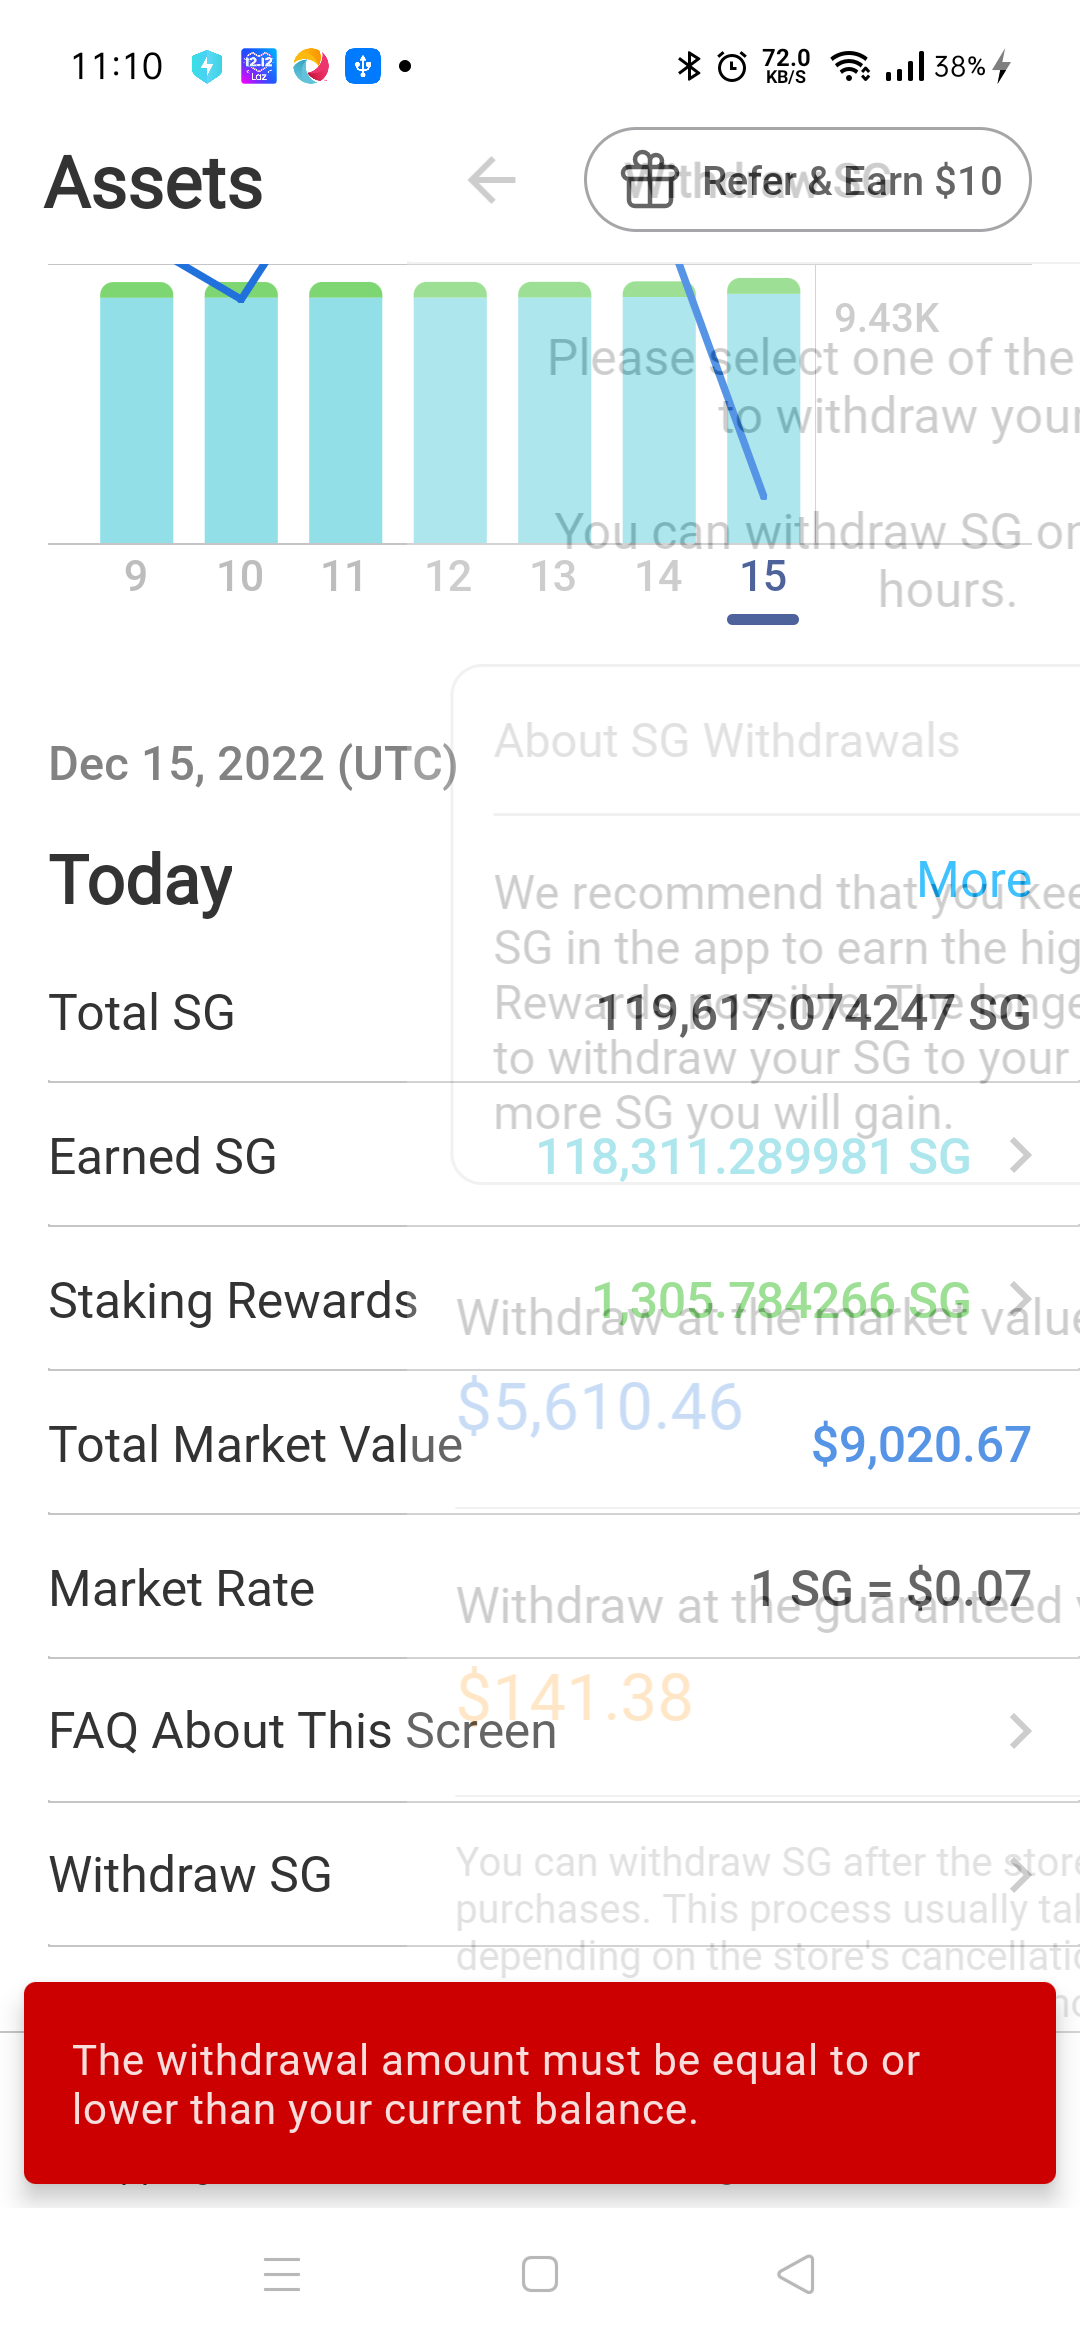 11:10
12.12
Laz
72.0
KB/S
38%
Assets
Withdraw SG
Refer & Earn $10
9.43K
Please select one of the
to withdraw your
You can withdraw SG
hours.
9 10 11 12 13 14 15
About SG Withdrawals
Dec 15, 2022 (UTC)
Today
More
We recommend that you
SG in the app to earn the
Rewards possible. The
to withdraw your SG to your
more SG you will gain.
Total SG
119,617.074247 SG
Earned SG
118,311.289981 SG
Staking Rewards
1,305.784266 SG
Withdraw at the market value
$5,610.46
Total Market Value
$9,020.67
Market Rate
1 SG = $0.07
Withdraw at the guaranteed
$141.38
FAQ About This Screen
Withdraw SG
You can withdraw SG after the
purchases. This process usually
depending on the store's
The withdrawal amount must be equal to or
lower than your current balance.